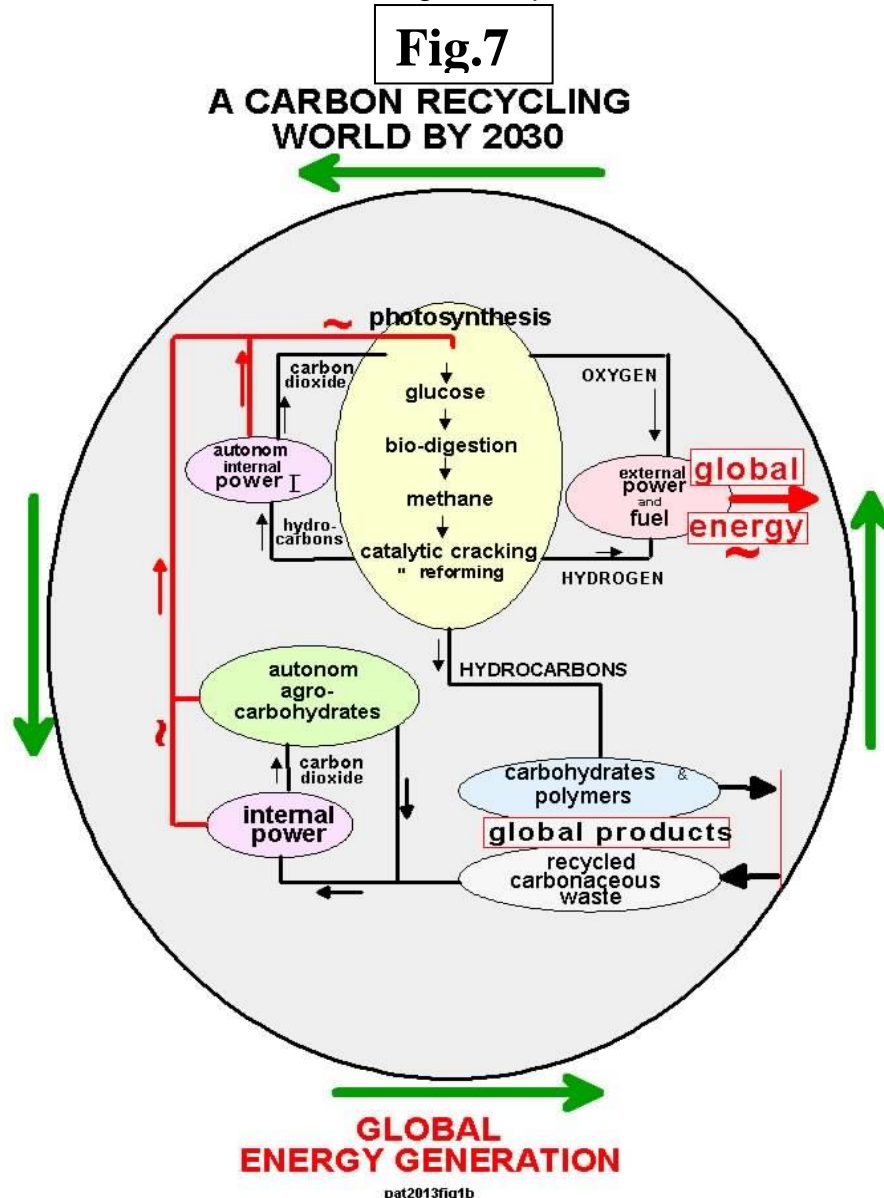 Fig.7
A CARBON RECYCLING
WORLD BY 2030
~
photosynthesis
carbon
dioxide
OXYGEN
glucose
bio-digestion
methane
catalytic cracking
" reforming
autonom
internal
power I
hydro-
carbons
external
power
and
fuel
global
energy
~
HYDROGEN
HYDROCARBONS
autonom
agro-
carbohydrates
~
carbon
dioxide
internal
power
carbohydrates &
polymers
global products
recycled
carbonaceous
waste
GLOBAL
ENERGY GENERATION
pat2013fig1b